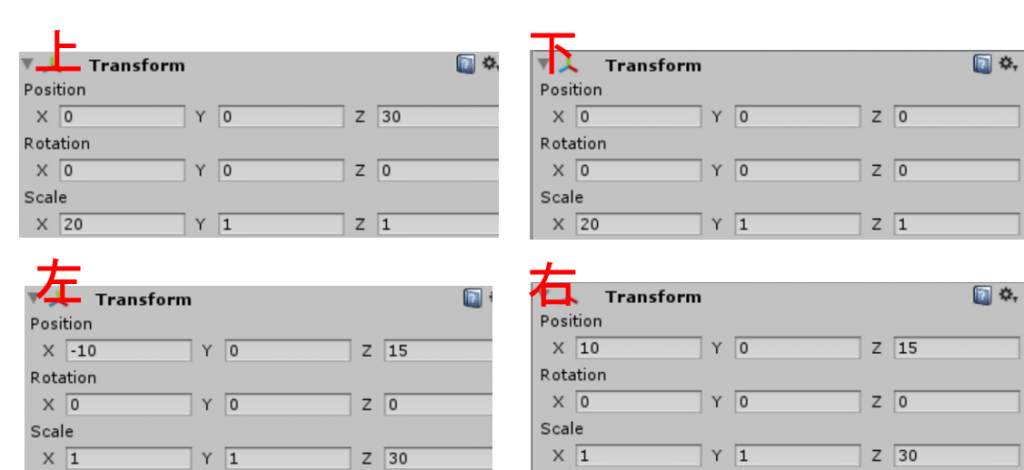 上
Transform
Position
X 0 Y 0 Z 30
Rotation
X 0 Y 0 Z 0
Scale
X 20 Y 1 Z 1
下
Transform
Position
X 0 Y 0 Z 0
Rotation
X 0 Y 0 Z 0
Scale
X 20 Y 1 Z 1
左
Transform
Position
X -10 Y 0 Z 15
Rotation
X 0 Y 0 Z 0
Scale
X 1 Y 1 Z 30
右
Transform
Position
X 10 Y 0 Z 15
Rotation
X 0 Y 0 Z 0
Scale
X 1 Y 1 Z 30